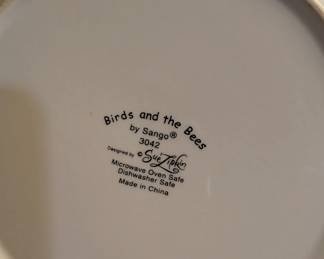 Birds and the Bees
by Sango®
3042
Designed by © Sue Zipkin
Microwave Oven Safe
Dishwasher Safe
Made in China